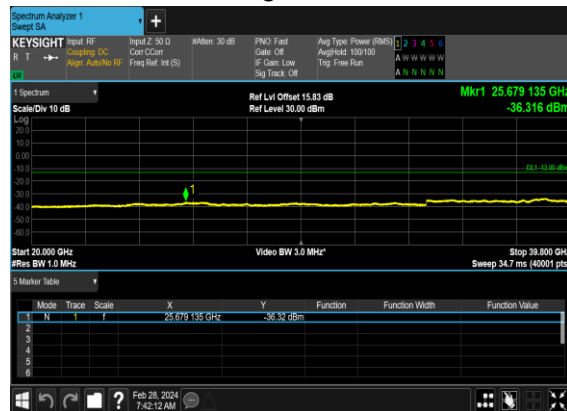 Spectrum Analyzer 1
Swept SA
+
KEYSIGHT Input: RF Input Z: 50 Ω #Atten: 30 dB PNO: Fast Avg Type: Power (RMS) 1 2 3 4 5 6
R T Coupling: DC Corr CCorr Gate: Off Avg|Hold: 100/100 A W W W W W
Align: Auto/No RF Freq Ref: Int (S) IF Gain: Low Trig: Free Run
LXI Sig Track: Off A N N N N N
1 Spectrum Ref Lvl Offset 15.83 dB Mkr1 25.679 135 GHz
Scale/Div 10 dB Ref Level 30.00 dBm -36.316 dBm
Log
20.0
10.0
0.00
-10.0 DL1 -13.00 dBm
-20.0
-30.0 1
-40.0
-50.0
-60.0
Start 20.000 GHz Video BW 3.0 MHz* Stop 39.800 GHz
#Res BW 1.0 MHz Sweep 34.7 ms (40001 pts)
5 Marker Table
Mode Trace Scale X Y Function Function Width Function Value
1 N 1 f 25.679 135 GHz -36.32 dBm
2
3
4
5
6
? Feb 28, 2024
7:42:12 AM